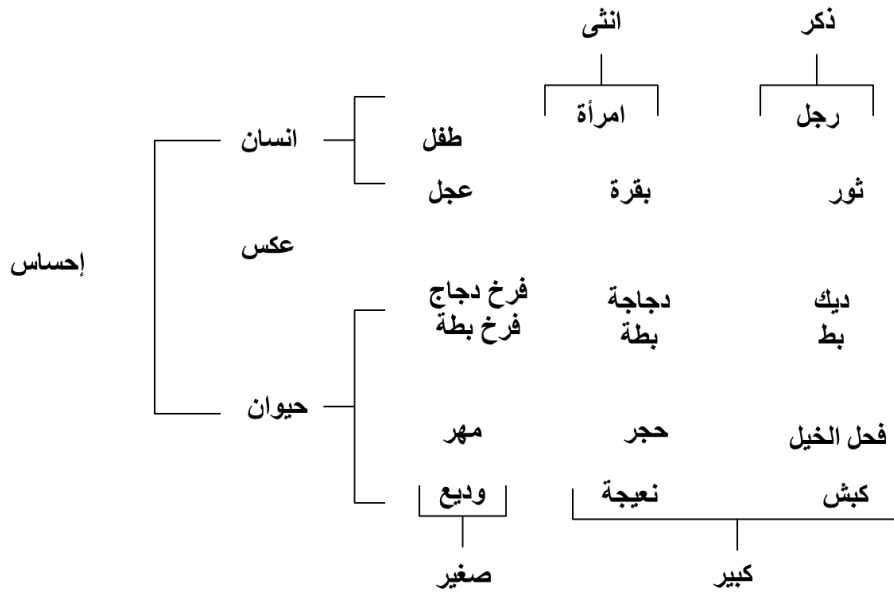 ذكر انثى
رجل امرأة طفل انسان
ثور بقرة عجل
عكس
إحساس
ديك دجاجة فرخ دجاج
بط بطة فرخ بطة
حيوان
فحل الخيل حجر مهر
كبش نعيجة وديع
كبير صغير